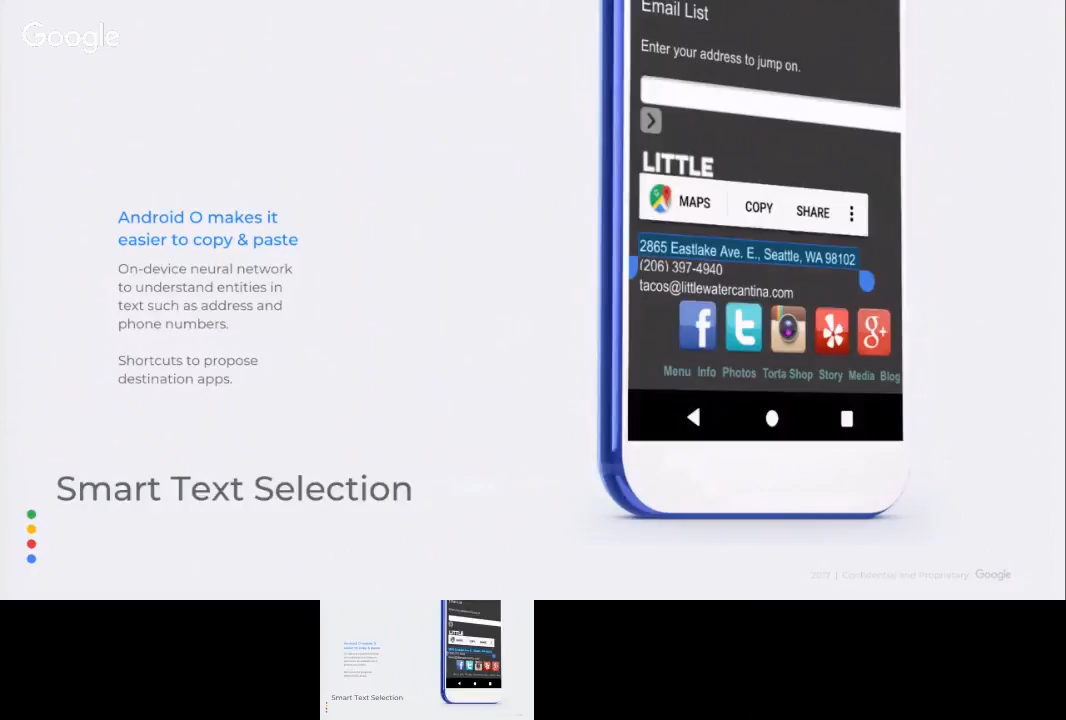 Google
Email List
Enter your address to jump on.
LITTLE
MAPS COPY SHARE
2865 Eastlake Ave. E., Seattle, WA 98102
(206) 397-4940
tacos@littlewatercantina.com
Menu Info Photos Torta Shop Story Media Blog
Android O makes it
easier to copy & paste
On-device neural network
to understand entities in
text such as address and
phone numbers.
Shortcuts to propose
destination apps.
Smart Text Selection
2017 | Confidential and Proprietary Google
LITTLE
Smart Text Selection